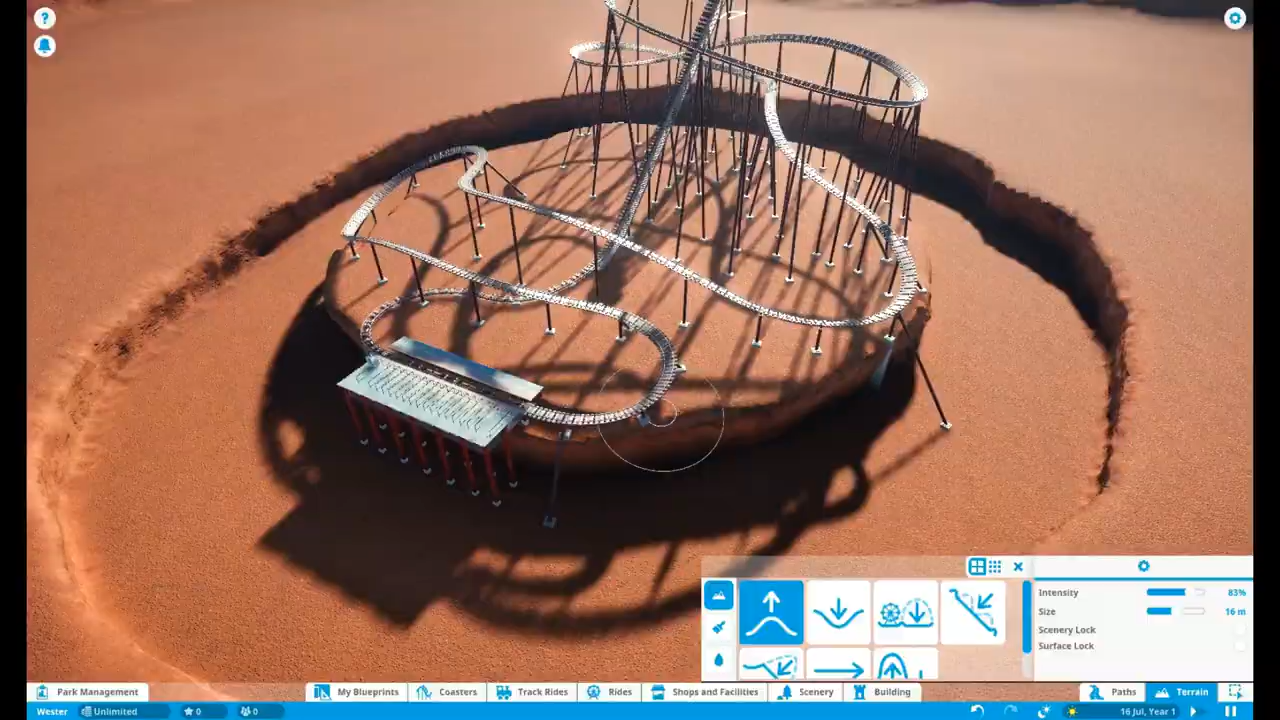 ?
Intensity 83%
Size 16 m
Scenery Lock
Surface Lock
Park Management My Blueprints Coasters Track Rides Rides Shops and Facilities Scenery Building Paths Terrain
Wester Unlimited 0 0 16 Jul, Year 1